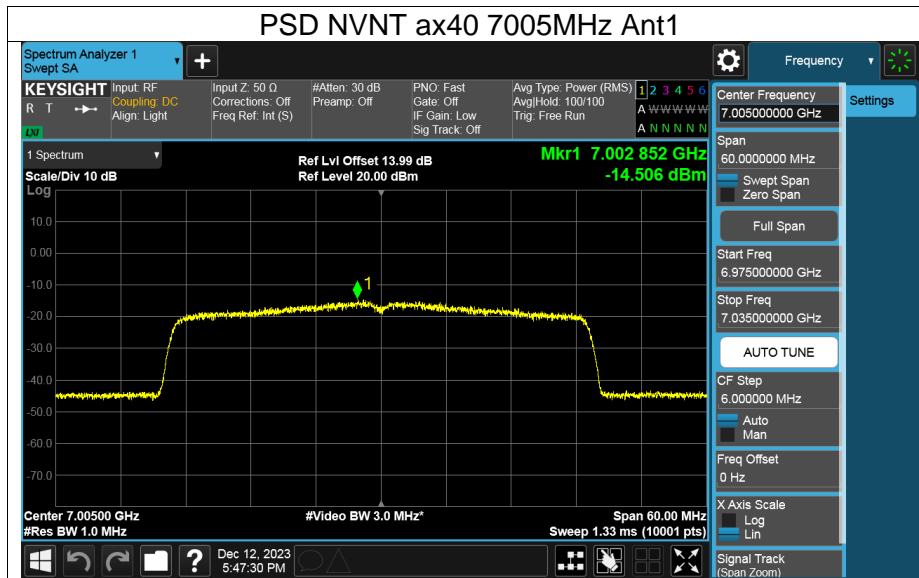 PSD NVNT ax40 7005MHz Ant1
Spectrum Analyzer 1
Swept SA
+
Frequency
KEYSIGHT
R T
LXI
Input: RF
Coupling: DC
Align: Light
Input Z: 50 Ω
Corrections: Off
Freq Ref: Int (S)
#Atten: 30 dB
Preamp: Off
PNO: Fast
Gate: Off
IF Gain: Low
Sig Track: Off
Avg Type: Power (RMS)
Avg|Hold: 100/100
Trig: Free Run
1 2 3 4 5 6
A W W W W W
A N N N N N
1 Spectrum
Scale/Div 10 dB
Log
Ref Lvl Offset 13.99 dB
Ref Level 20.00 dBm
Mkr1 7.002 852 GHz
-14.506 dBm
10.0
0.00
-10.0
-20.0
-30.0
-40.0
-50.0
-60.0
-70.0
1
Center 7.00500 GHz
#Res BW 1.0 MHz
#Video BW 3.0 MHz*
Span 60.00 MHz
Sweep 1.33 ms (10001 pts)
?
Dec 12, 2023
5:47:30 PM
Center Frequency
7.005000000 GHz
Span
60.0000000 MHz
Swept Span
Zero Span
Full Span
Start Freq
6.975000000 GHz
Stop Freq
7.035000000 GHz
AUTO TUNE
CF Step
6.000000 MHz
Auto
Man
Freq Offset
0 Hz
X Axis Scale
Log
Lin
Signal Track
(Span Zoom)
Settings